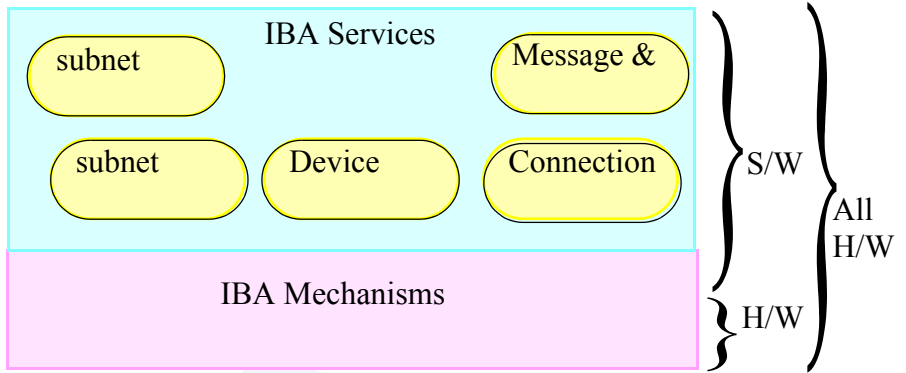 IBA Services
subnet
Message &
subnet
Device
Connection
S/W
All
H/W
IBA Mechanisms
H/W